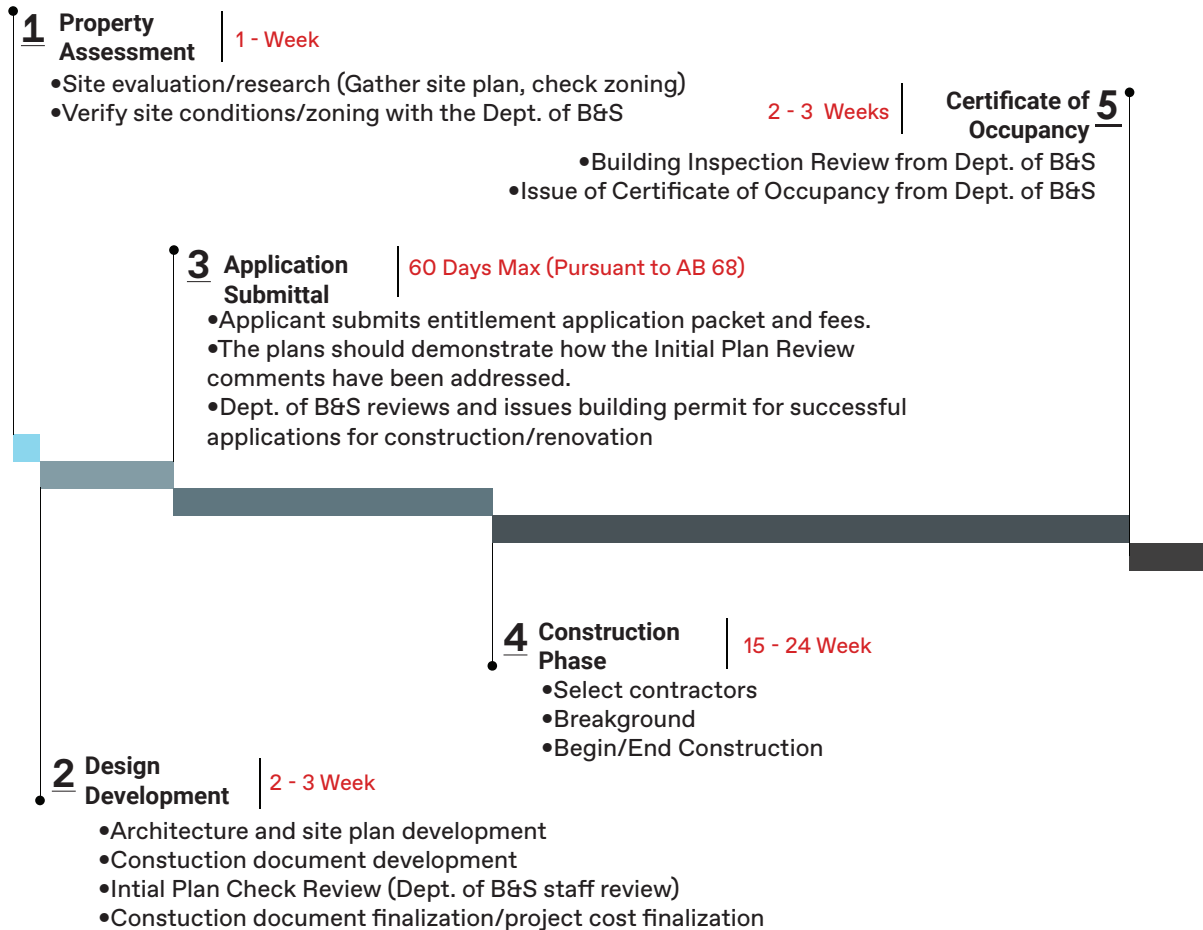 1 Property
Assessment
1 - Week
•Site evaluation/research (Gather site plan, check zoning)
•Verify site conditions/zoning with the Dept. of B&S
2 - 3 Weeks
Certificate of 5
Occupancy
•Building Inspection Review from Dept. of B&S
•Issue of Certificate of Occupancy from Dept. of B&S
3 Application
Submittal
60 Days Max (Pursuant to AB 68)
•Applicant submits entitlement application packet and fees.
•The plans should demonstrate how the Initial Plan Review
comments have been addressed.
•Dept. of B&S reviews and issues building permit for successful
applications for construction/renovation
4 Construction
Phase
15 - 24 Week
•Select contractors
•Breakground
•Begin/End Construction
2 Design
Development
2 - 3 Week
•Architecture and site plan development
•Constuction document development
•Intial Plan Check Review (Dept. of B&S staff review)
•Constuction document finalization/project cost finalization